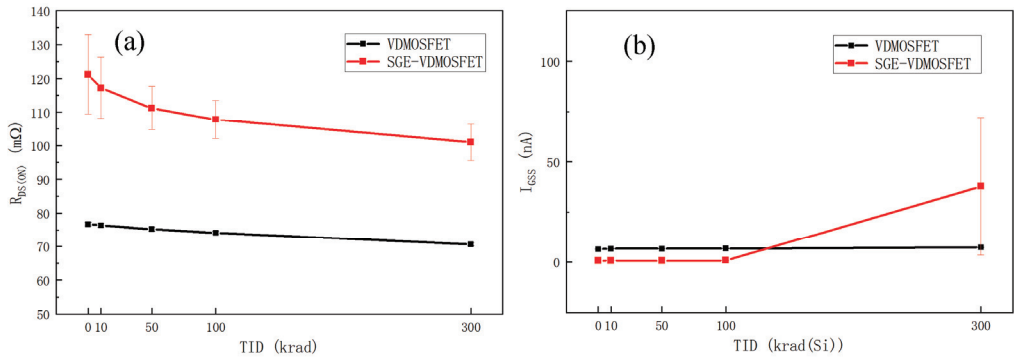 (a)
VDMOSFET
SGE-VDMOSFET
R_DS(ON) (mΩ)
140
130
120
110
100
90
80
70
60
50
0 10 50 100 300
TID (krad)
(b)
VDMOSFET
SGE-VDMOSFET
I_GSS (nA)
100
50
0
0 10 50 100 300
TID (krad(Si))